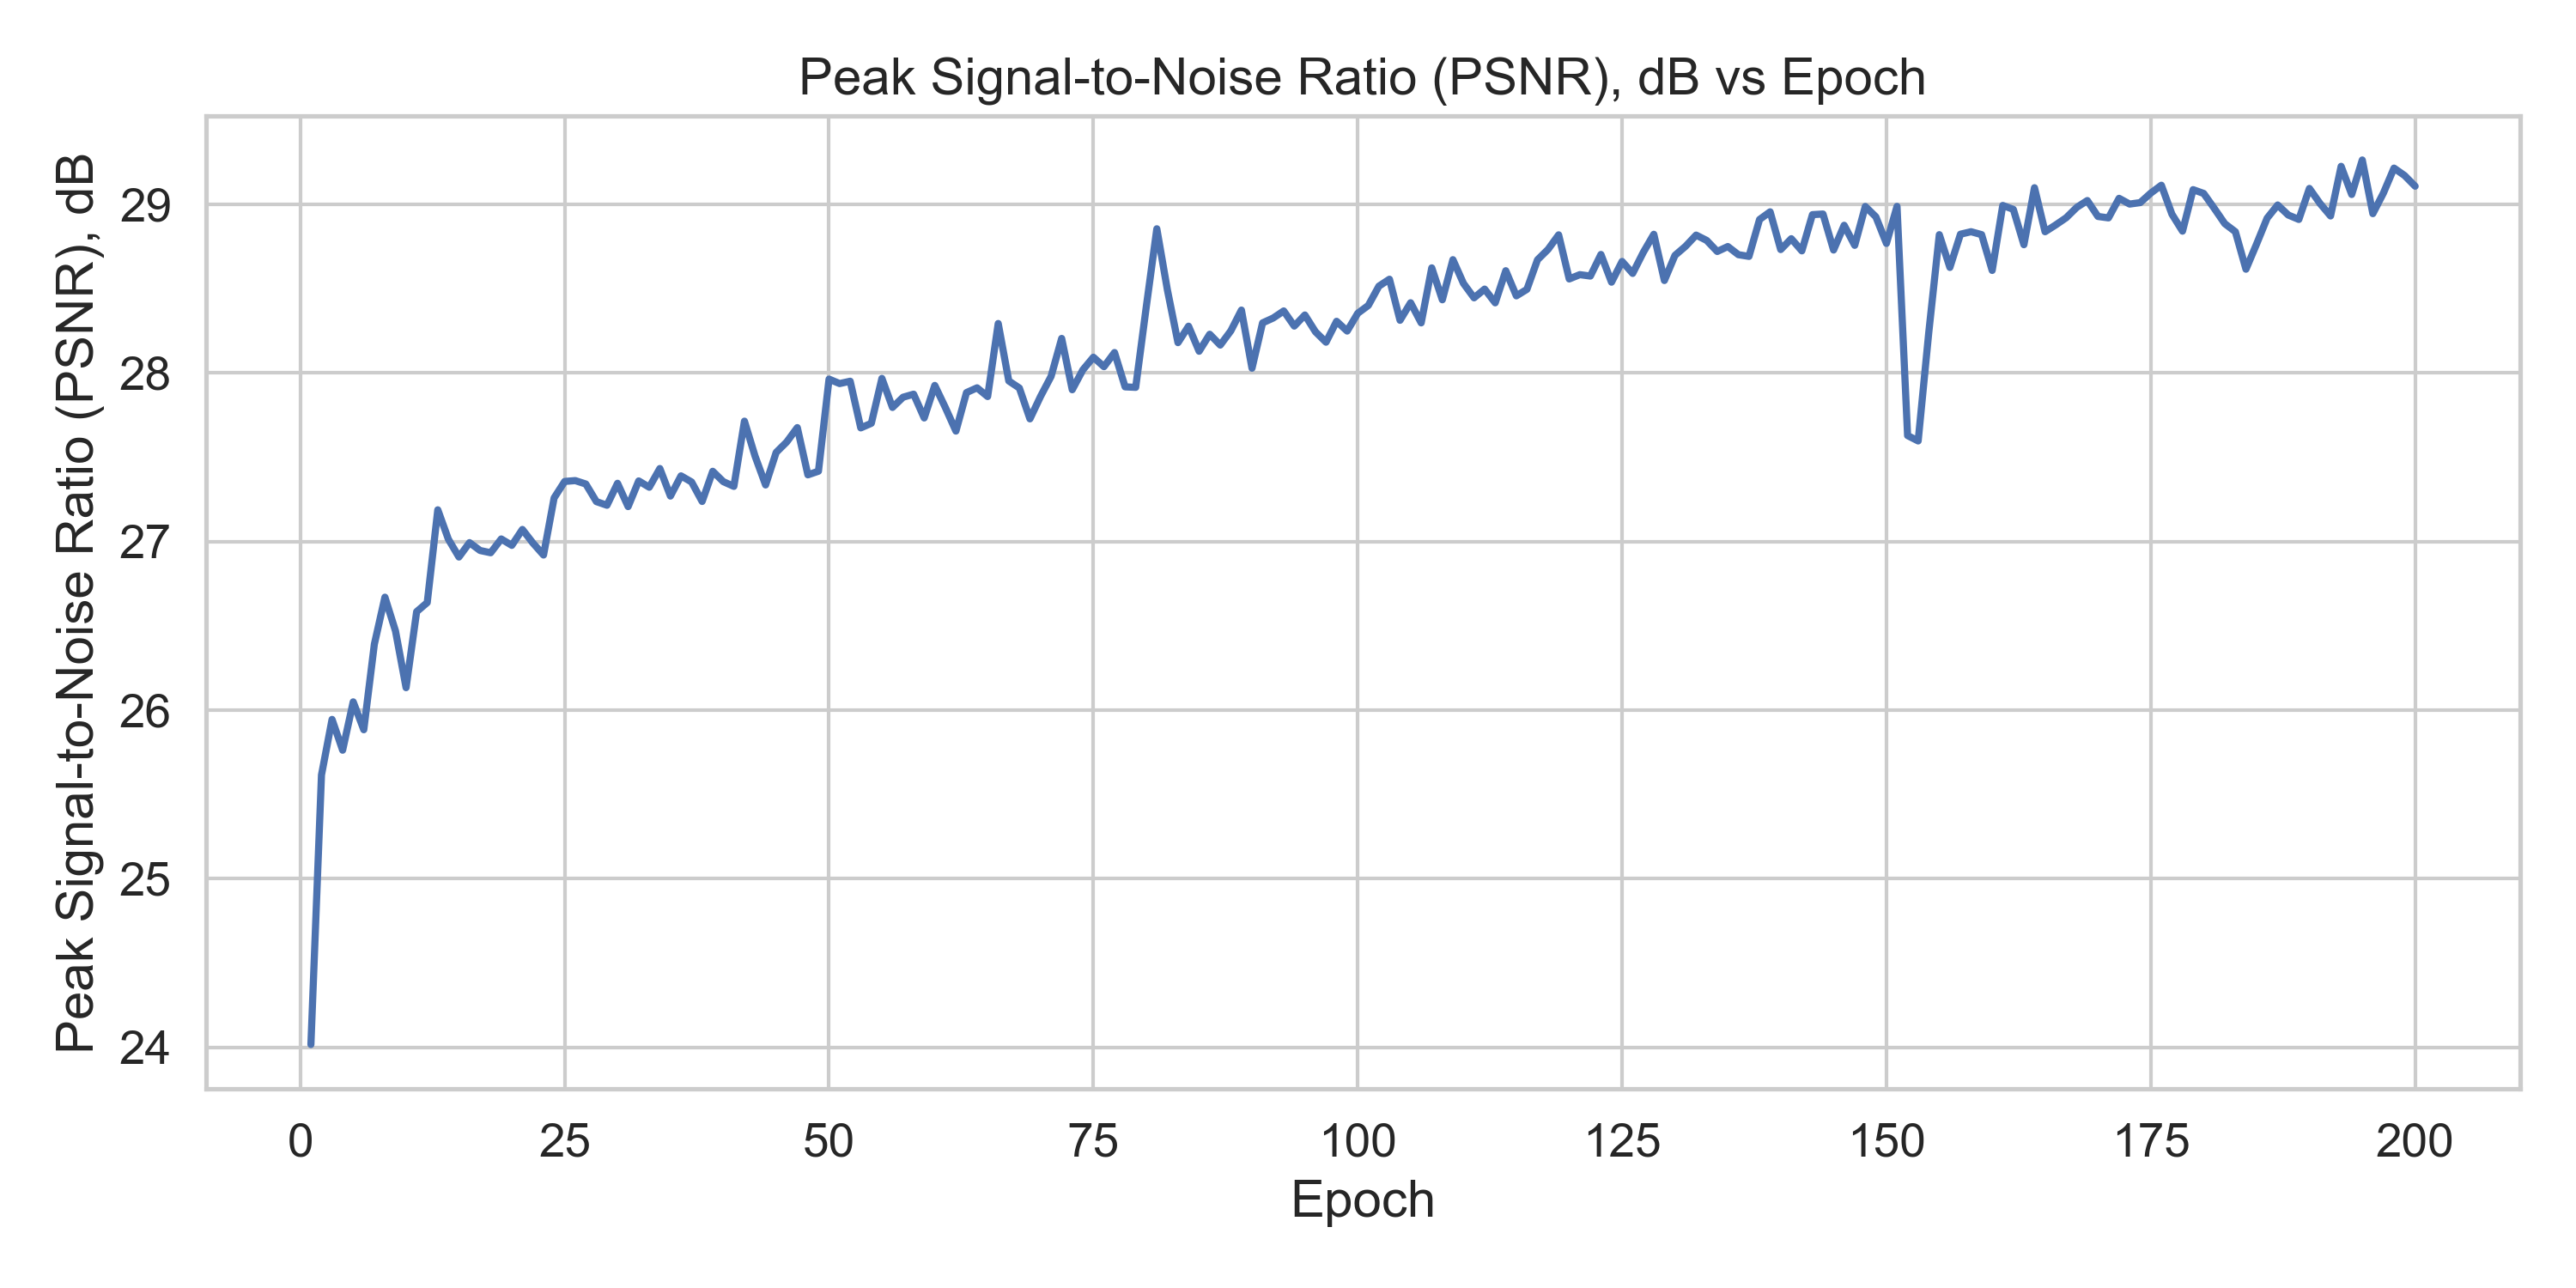 Peak Signal-to-Noise Ratio (PSNR), dB vs Epoch
Peak Signal-to-Noise Ratio (PSNR), dB
29
28
27
26
25
24
0 25 50 75 100 125 150 175 200
Epoch